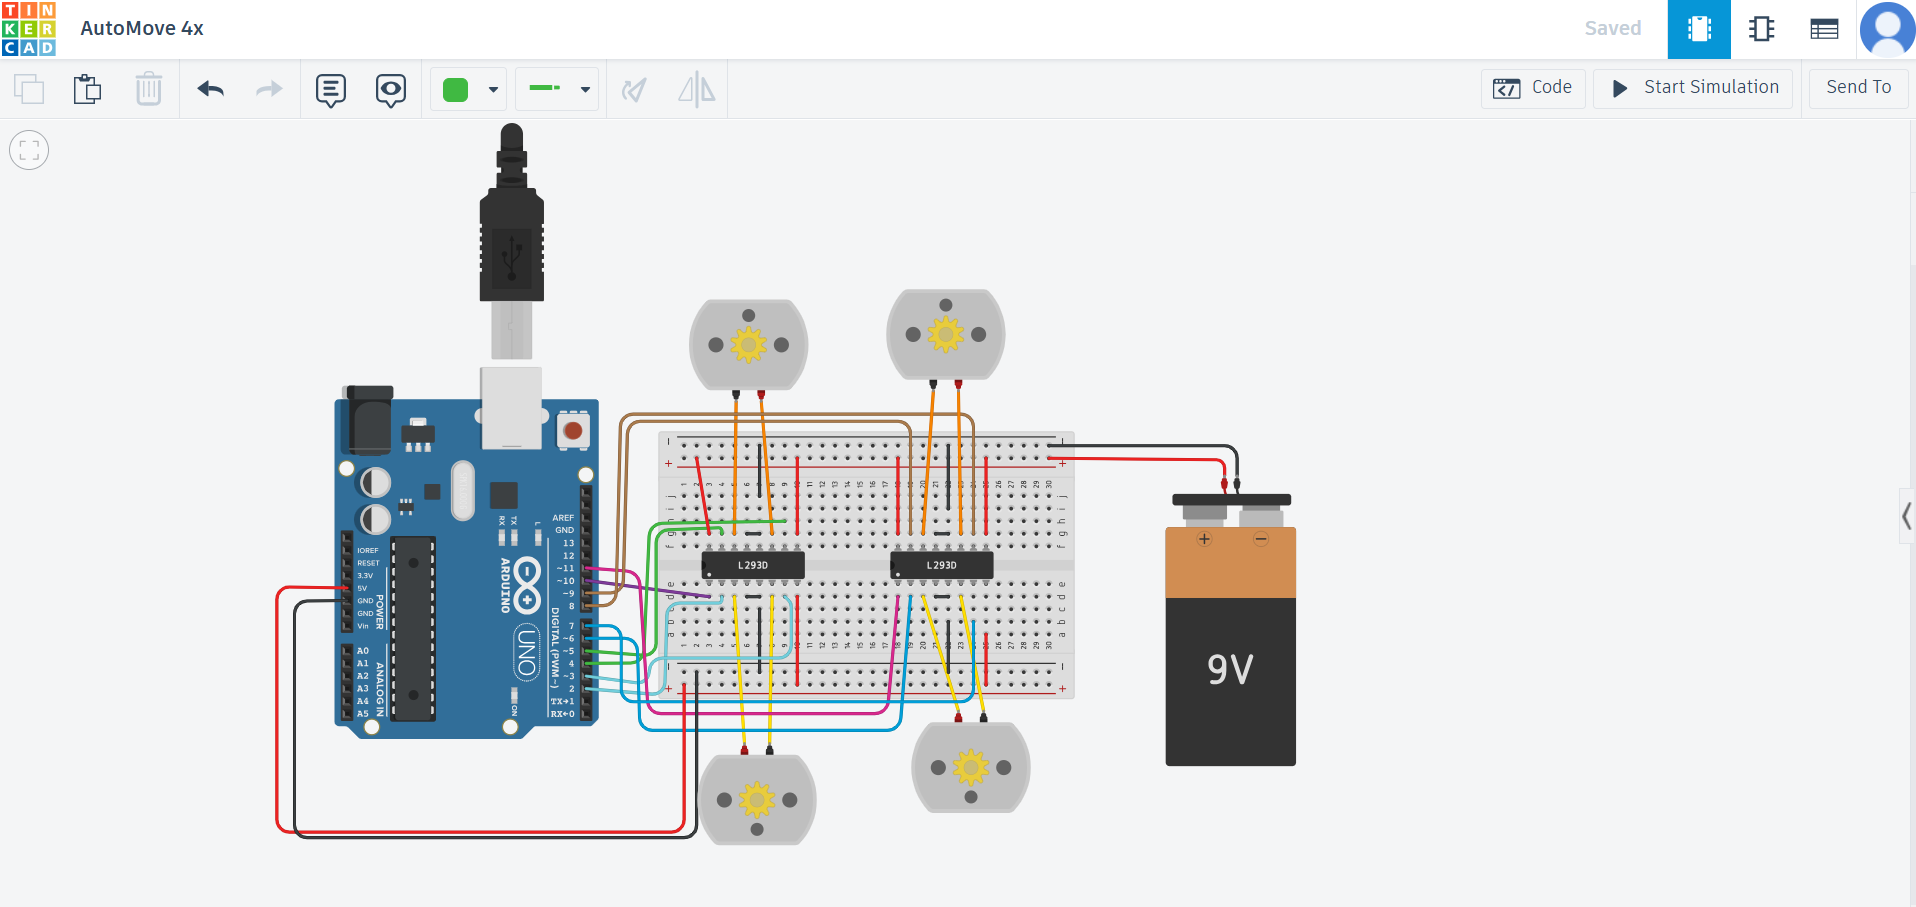 TIN
KER
CAD
AutoMove 4x
Saved
Code
Start Simulation
Send To
AREF
GND
13
12
~11
~10
~9
8
7
~6
~5
4
~3
2
TX→1
RX←0
DIGITAL (PWM~)
RX
TX
L
ON
ARDUINO
UNO
IOREF
RESET
3.3V
5V
GND
GND
Vin
POWER
A0
A1
A2
A3
A4
A5
ANALOG IN
L293D
L293D
+ −
9V